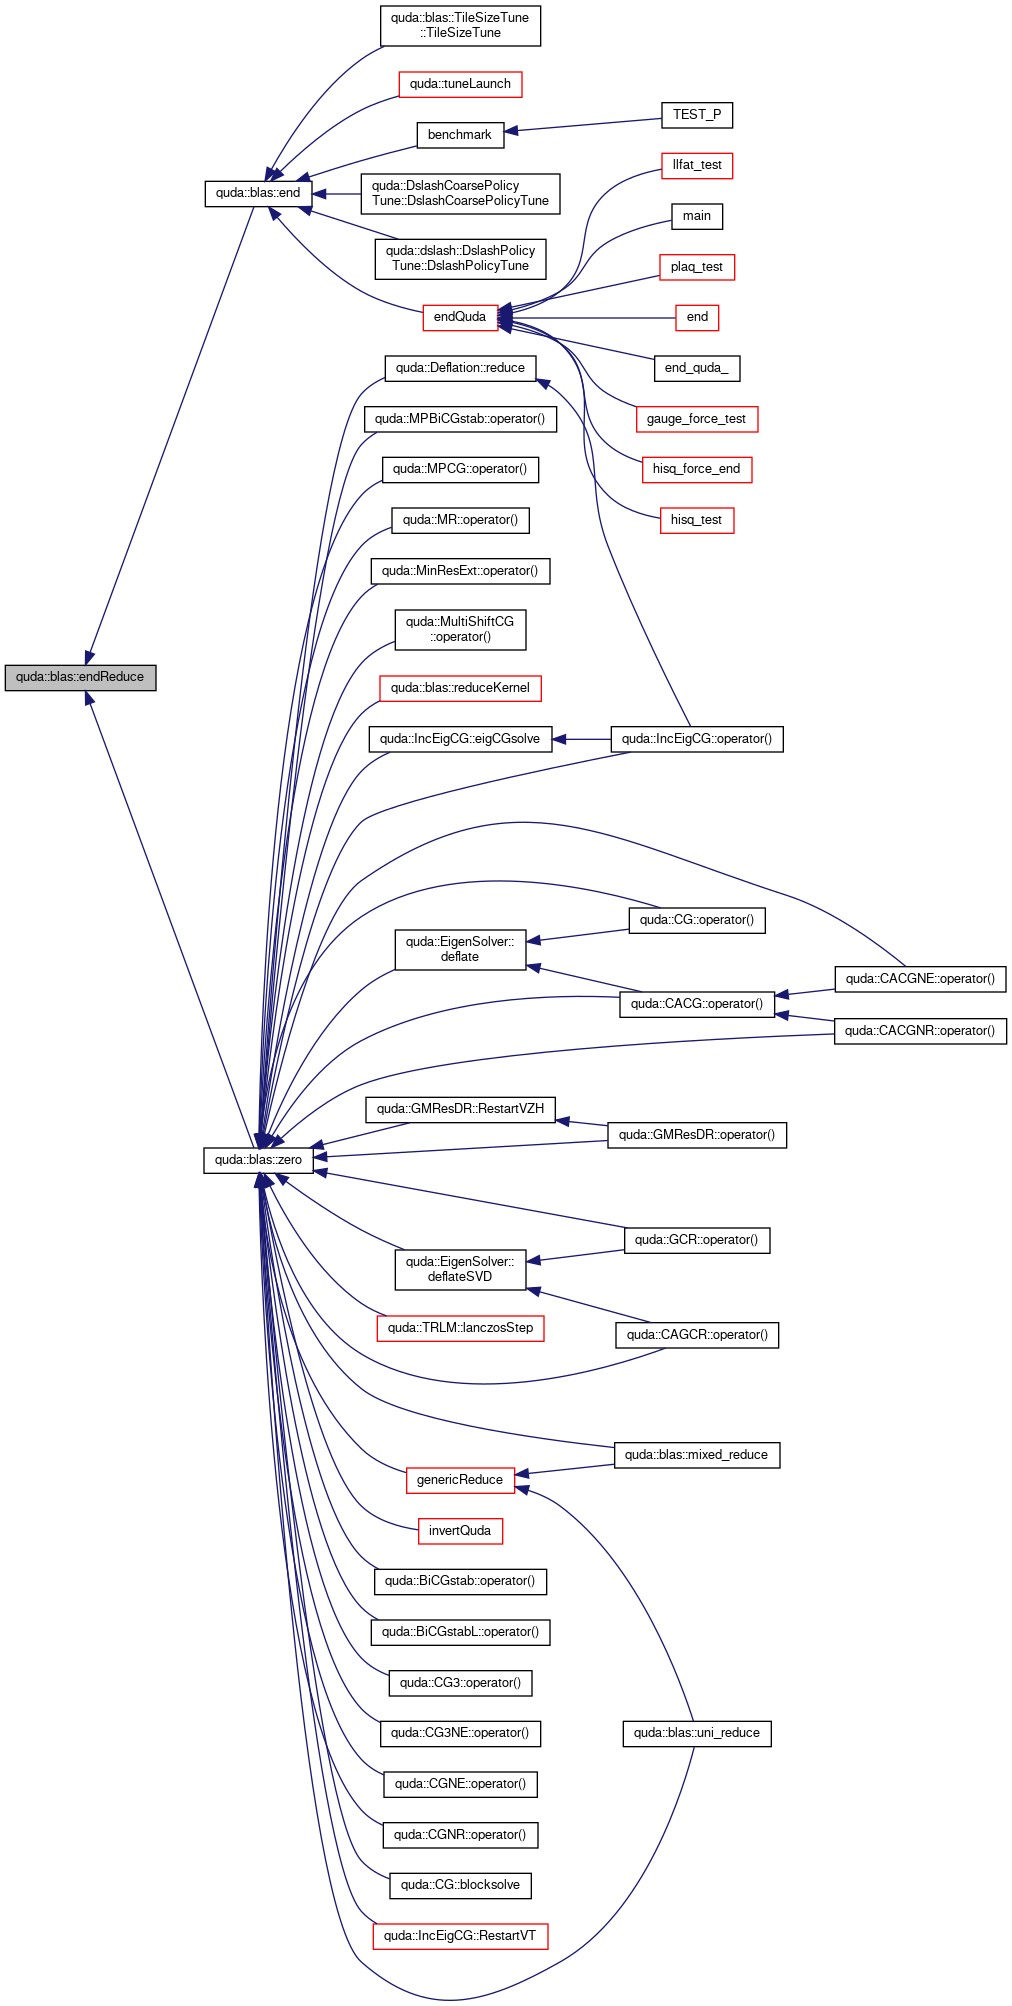 quda::blas::TileSizeTune
::TileSizeTune
quda::tuneLaunch
benchmark
TEST_P
quda::blas::end
quda::DslashCoarsePolicy
Tune::DslashCoarsePolicyTune
quda::dslash::DslashPolicy
Tune::DslashPolicyTune
endQuda
llfat_test
main
plaq_test
end
end_quda_
gauge_force_test
hisq_force_end
hisq_test
quda::Deflation::reduce
quda::MPBiCGstab::operator()
quda::MPCG::operator()
quda::MR::operator()
quda::MinResExt::operator()
quda::MultiShiftCG
::operator()
quda::blas::endReduce
quda::blas::reduceKernel
quda::IncEigCG::eigCGsolve
quda::IncEigCG::operator()
quda::CG::operator()
quda::EigenSolver::
deflate
quda::CACG::operator()
quda::CACGNE::operator()
quda::CACGNR::operator()
quda::GMResDR::RestartVZH
quda::GMResDR::operator()
quda::blas::zero
quda::GCR::operator()
quda::EigenSolver::
deflateSVD
quda::TRLM::lanczosStep
quda::CAGCR::operator()
quda::blas::mixed_reduce
genericReduce
invertQuda
quda::BiCGstab::operator()
quda::BiCGstabL::operator()
quda::CG3::operator()
quda::CG3NE::operator()
quda::blas::uni_reduce
quda::CGNE::operator()
quda::CGNR::operator()
quda::CG::blocksolve
quda::IncEigCG::RestartVT